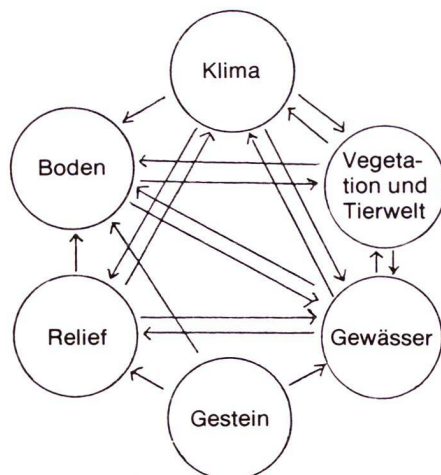 Klima
Boden
Vegeta-
tion und
Tierwelt
Relief
Gewässer
Gestein